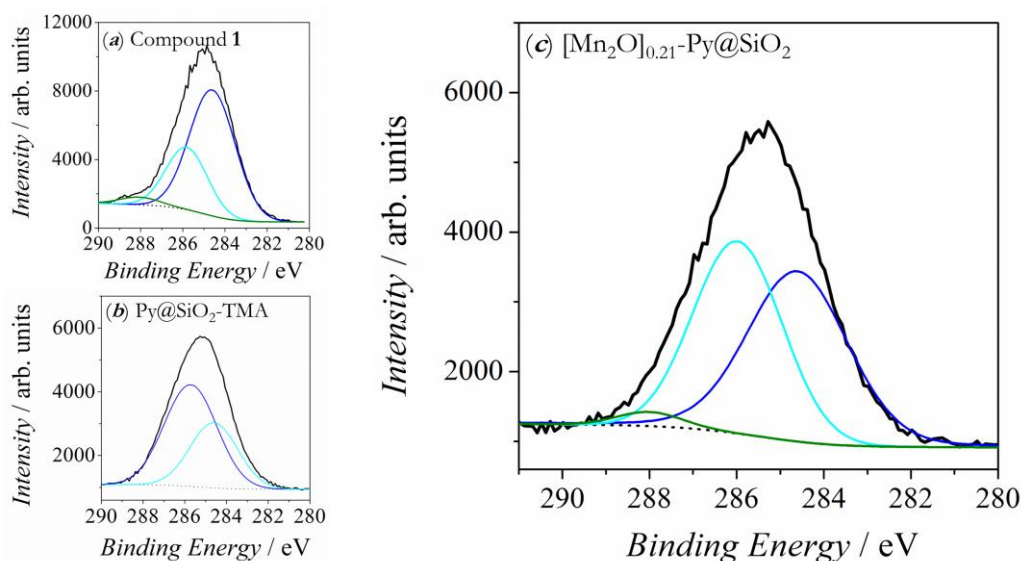 (a) Compound 1
12000
8000
4000
0
290 288 286 284 282 280
Intensity / arb. units
Binding Energy / eV
(b) Py@SiO₂-TMA
6000
4000
2000
290 288 286 284 282 280
Intensity / arb. units
Binding Energy / eV
(c) [Mn₂O]₀.₂₁-Py@SiO₂
6000
4000
2000
290 288 286 284 282 280
Intensity / arb. units
Binding Energy / eV